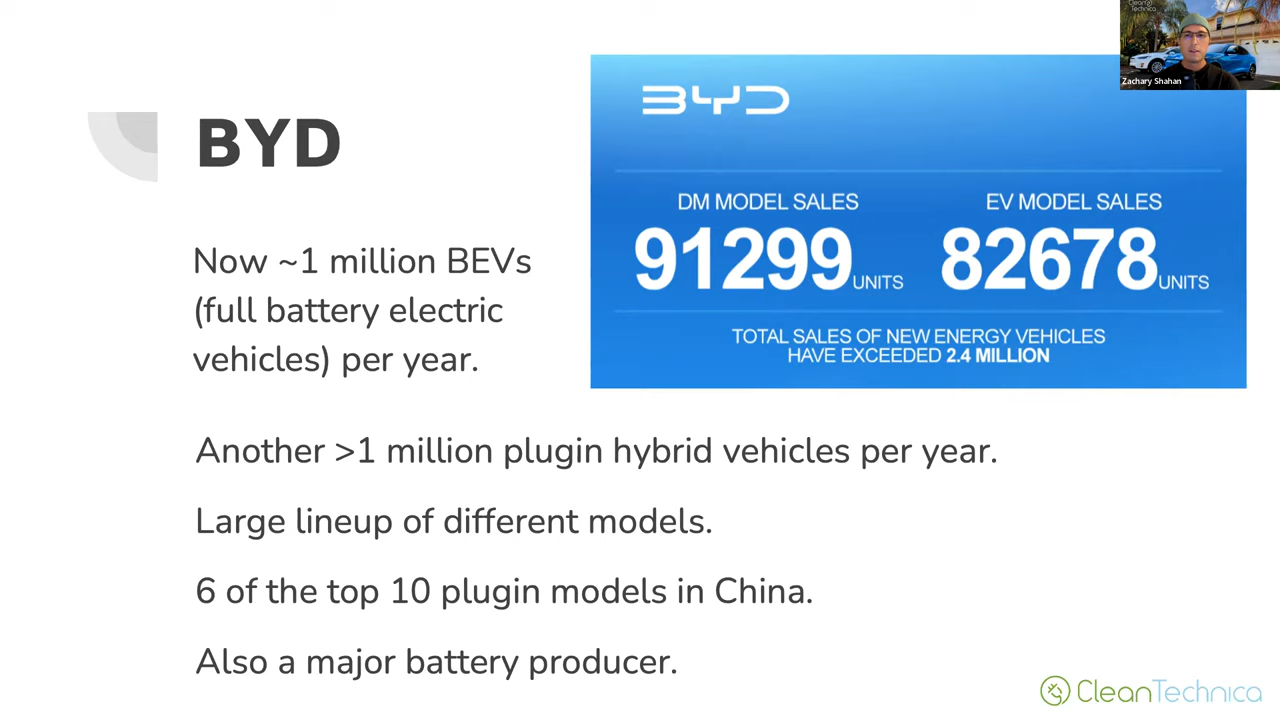 Clean
Technica
Zachary Shahan
BYD
BYD
DM MODEL SALES
EV MODEL SALES
91299 UNITS
82678 UNITS
TOTAL SALES OF NEW ENERGY VEHICLES
HAVE EXCEEDED 2.4 MILLION
Now ~1 million BEVs
(full battery electric
vehicles) per year.
Another >1 million plugin hybrid vehicles per year.
Large lineup of different models.
6 of the top 10 plugin models in China.
Also a major battery producer.
CleanTechnica